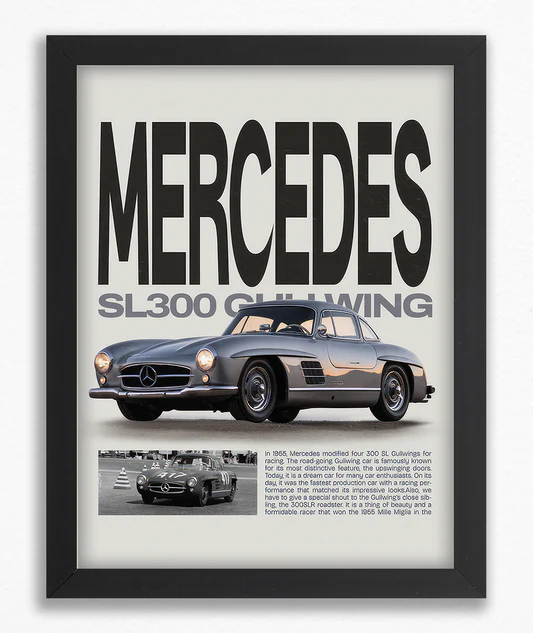 MERCEDES
SL300 GULLWING
In 1955, Mercedes modified four 300 SL Gullwings for
racing. The road-going Gullwing car is famously known
for its most distinctive feature, the upswinging doors.
Today, it is a dream car for many car enthusiasts. On its
day, it was the fastest production car with a racing per-
formance that matched its impressive looks.Also, we
have to give a special shout to the Gullwing's close sib-
ling, the 300SLR roadster. It is a thing of beauty and a
formidable racer that won the 1955 Mille Miglia in the